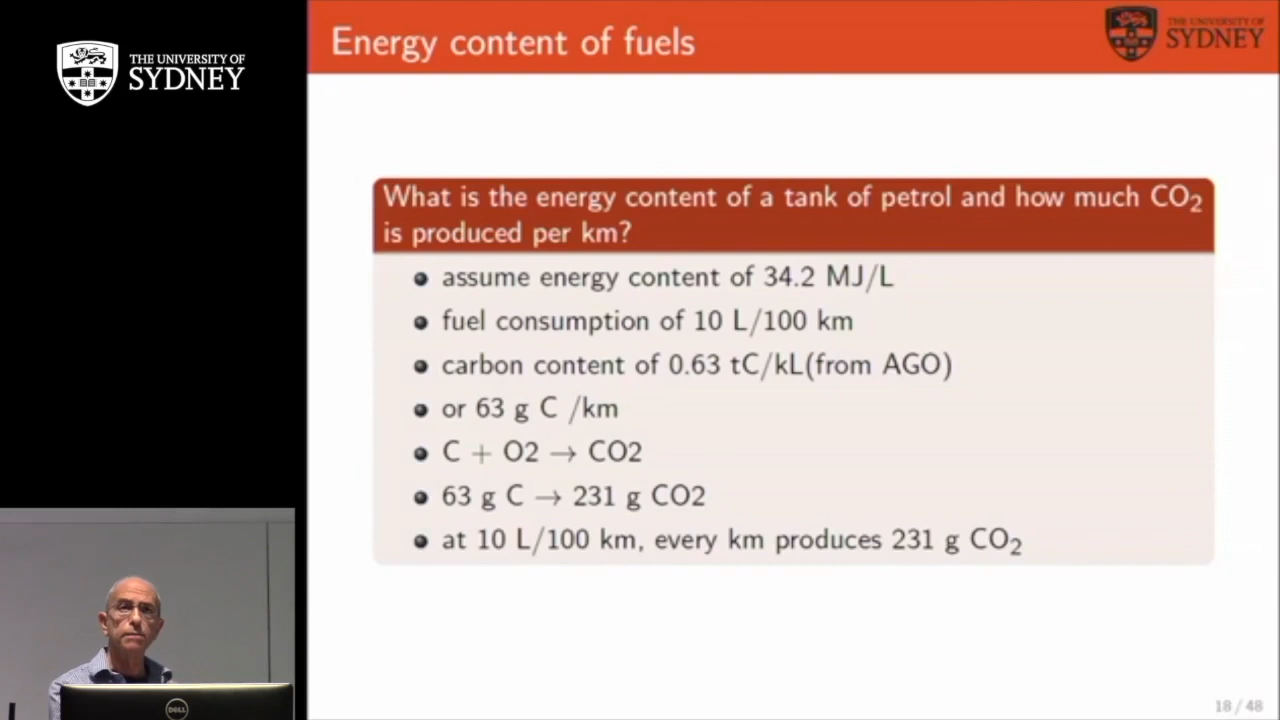 THE UNIVERSITY OF
SYDNEY
Energy content of fuels
THE UNIVERSITY OF
SYDNEY
What is the energy content of a tank of petrol and how much CO₂
is produced per km?
assume energy content of 34.2 MJ/L
fuel consumption of 10 L/100 km
carbon content of 0.63 tC/kL(from AGO)
or 63 g C /km
C + O2 → CO2
63 g C → 231 g CO2
at 10 L/100 km, every km produces 231 g CO₂
DELL
18 / 48